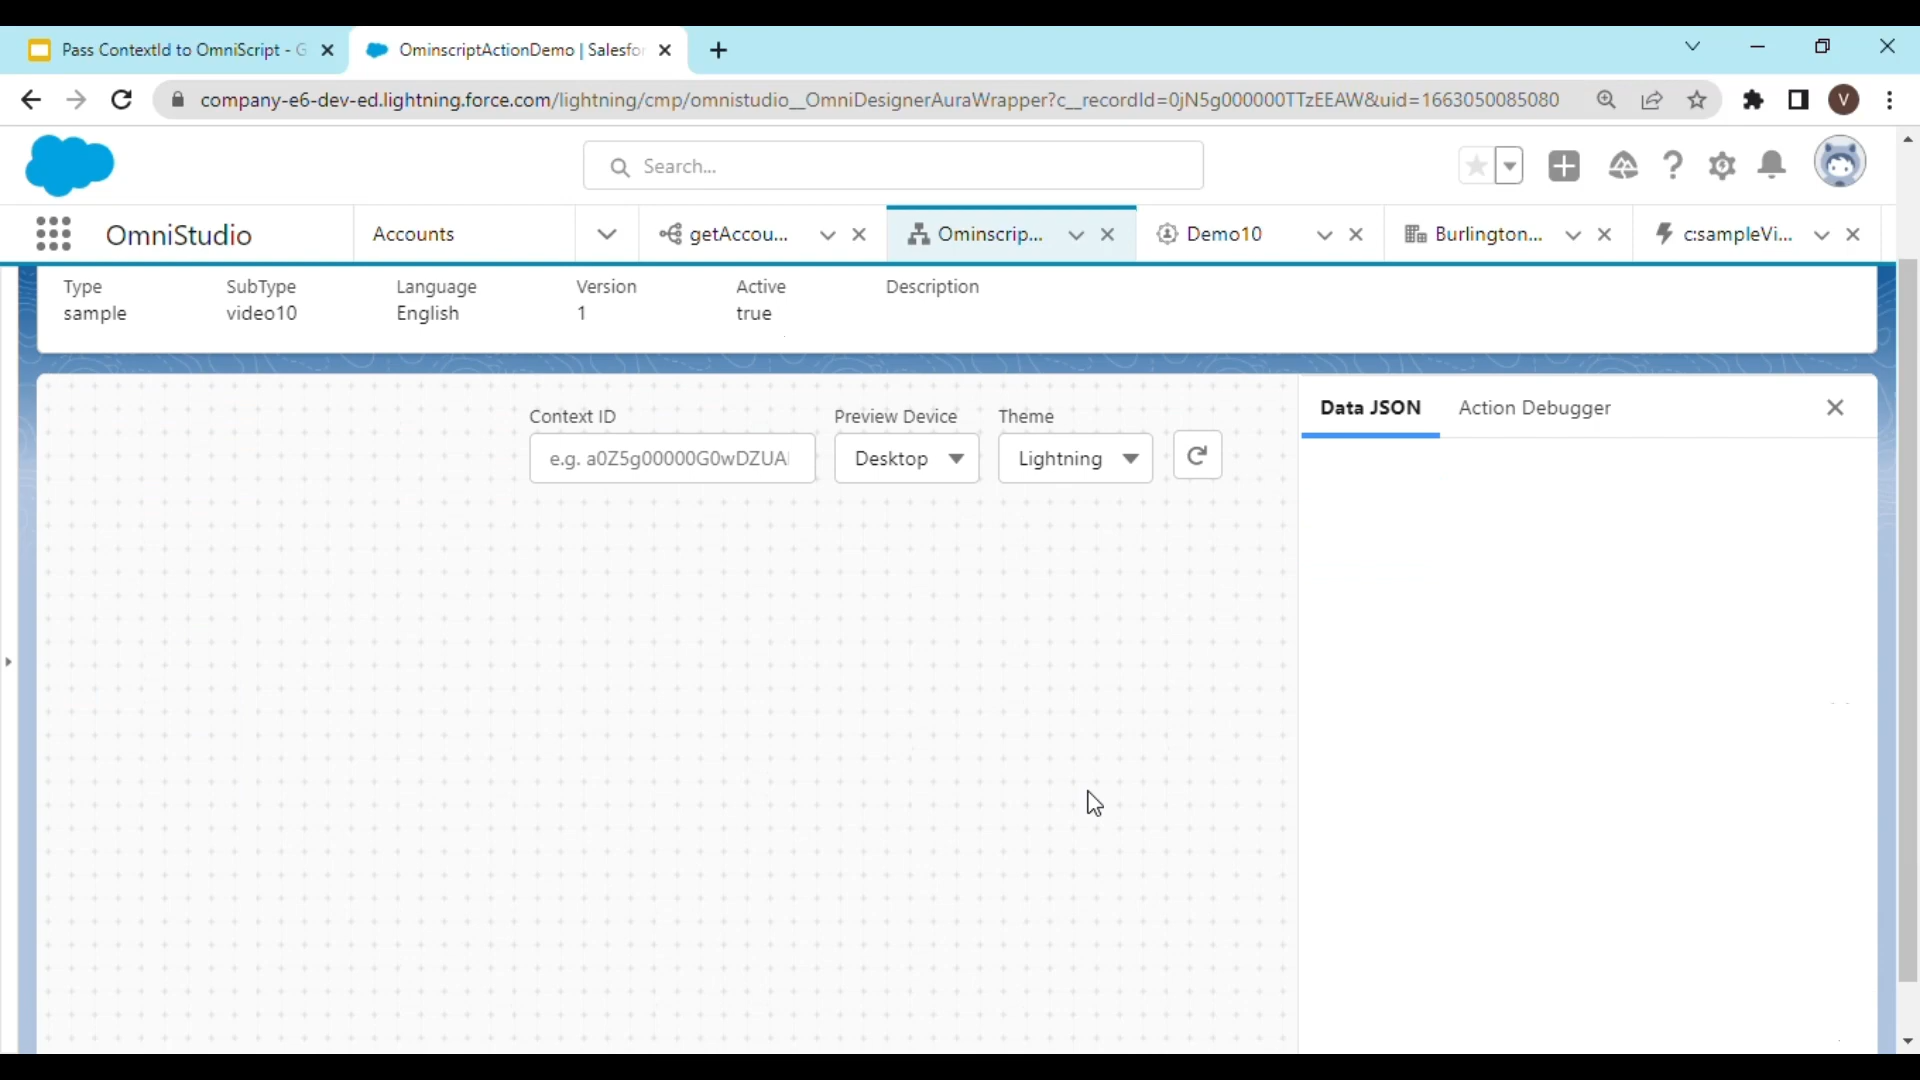 Pass ContextId to OmniScript - G
OminscriptActionDemo | Salesfor
company-e6-dev-ed.lightning.force.com/lightning/cmp/omnistudio__OmniDesignerAuraWrapper?c__recordId=0jN5g000000TTzEEAW&uid=1663050085080
V
Search...
OmniStudio
Accounts
getAccou...
Ominscrip...
Demo10
Burlington...
c:sampleVi...
Type
SubType
Language
Version
Active
Description
sample
video10
English
1
true
Context ID
Preview Device
Theme
e.g. a0Z5g00000G0wDZUA
Desktop
Lightning
Data JSON
Action Debugger